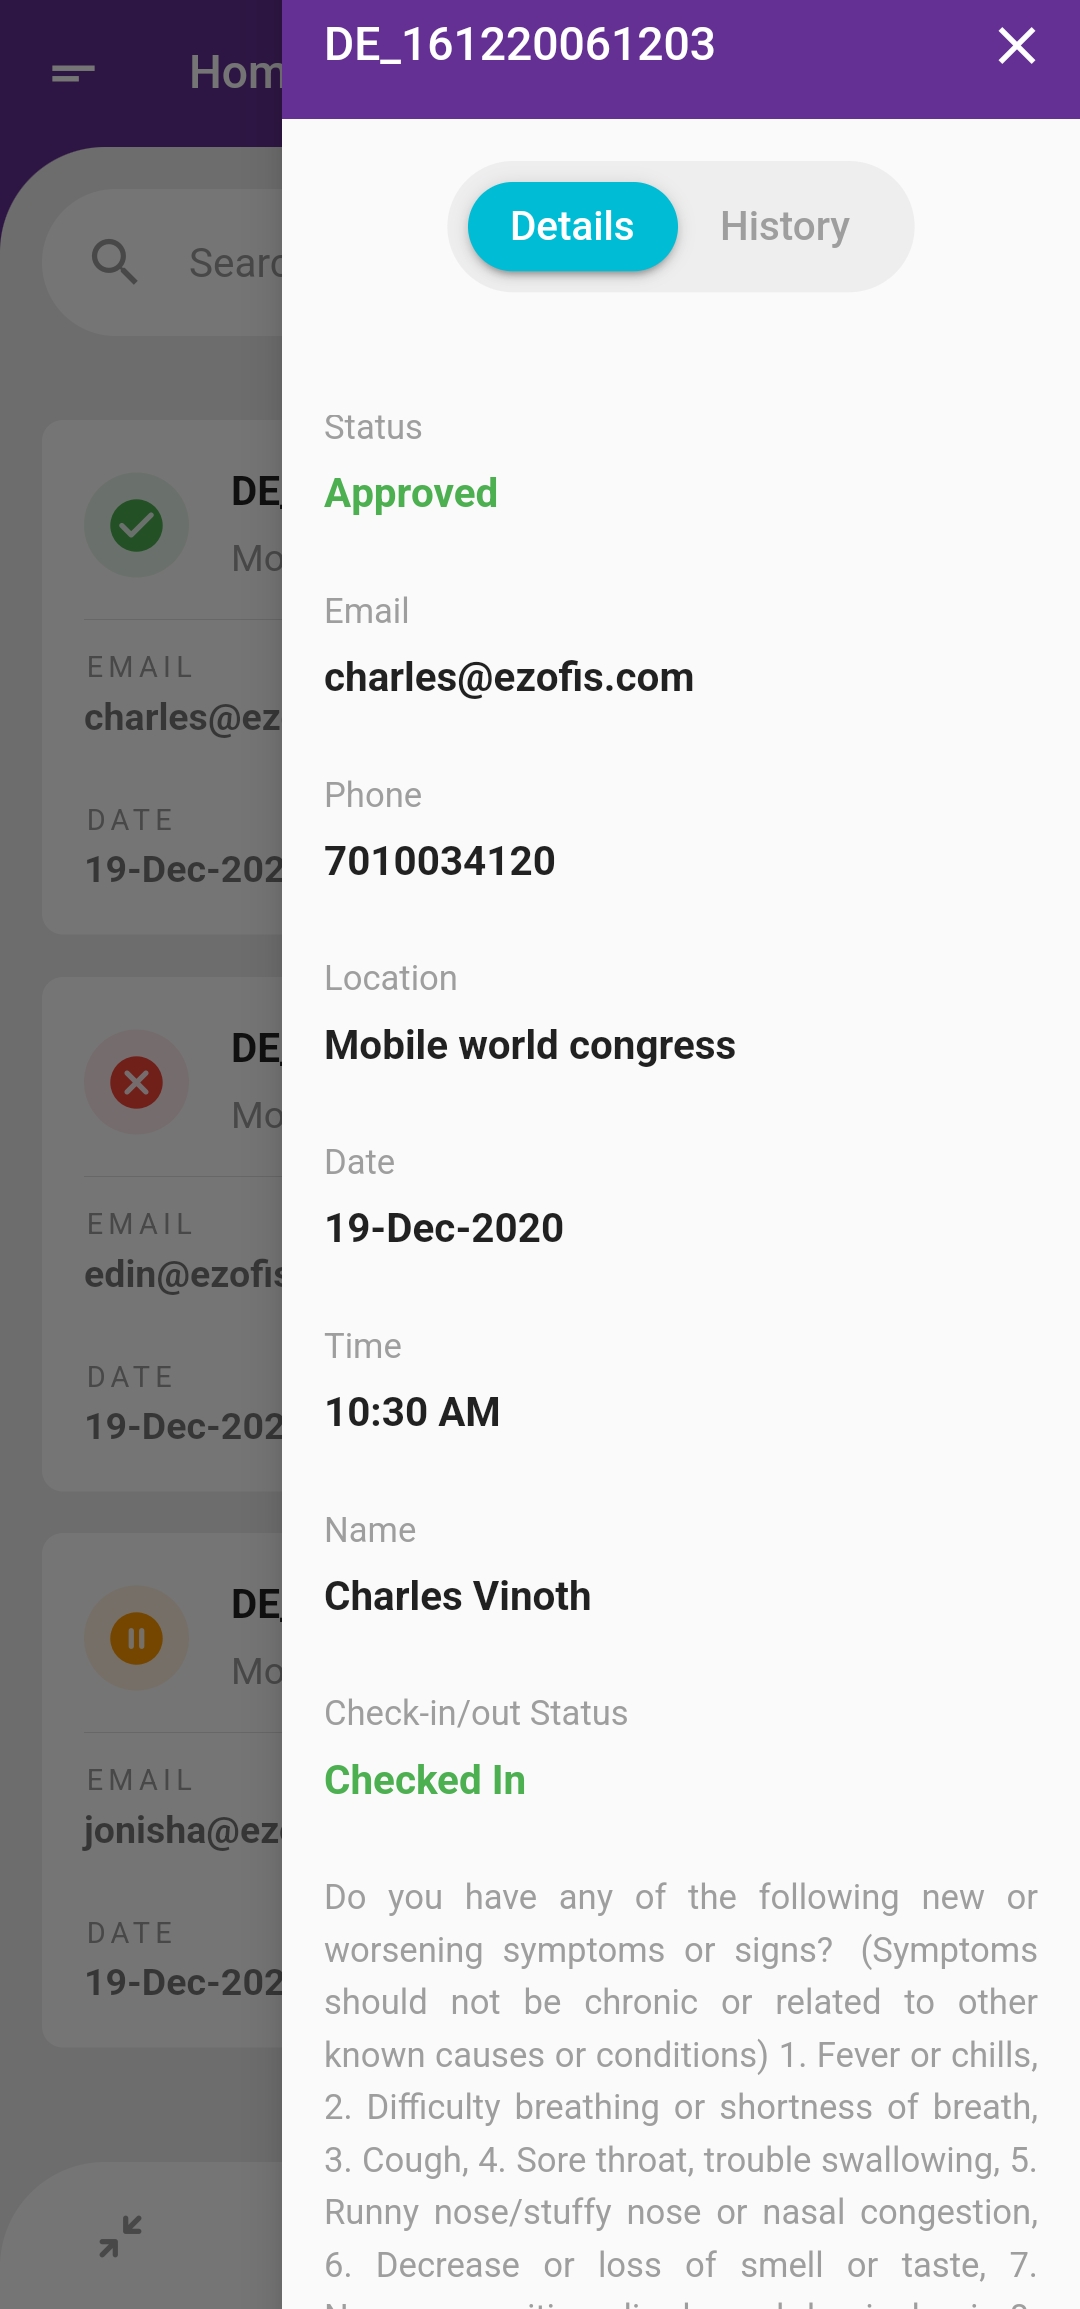 Hom
Searc
DE_
Mo
EMAIL
charles@ez
DATE
19-Dec-202
DE_
Mo
EMAIL
edin@ezofis
DATE
19-Dec-202
DE_
Mo
EMAIL
jonisha@ez
DATE
19-Dec-202
DE_161220061203
Details
History
Status
Approved
Email
charles@ezofis.com
Phone
7010034120
Location
Mobile world congress
Date
19-Dec-2020
Time
10:30 AM
Name
Charles Vinoth
Check-in/out Status
Checked In
Do you have any of the following new or
worsening symptoms or signs? (Symptoms
should not be chronic or related to other
known causes or conditions) 1. Fever or chills,
2. Difficulty breathing or shortness of breath,
3. Cough, 4. Sore throat, trouble swallowing, 5.
Runny nose/stuffy nose or nasal congestion,
6. Decrease or loss of smell or taste, 7.